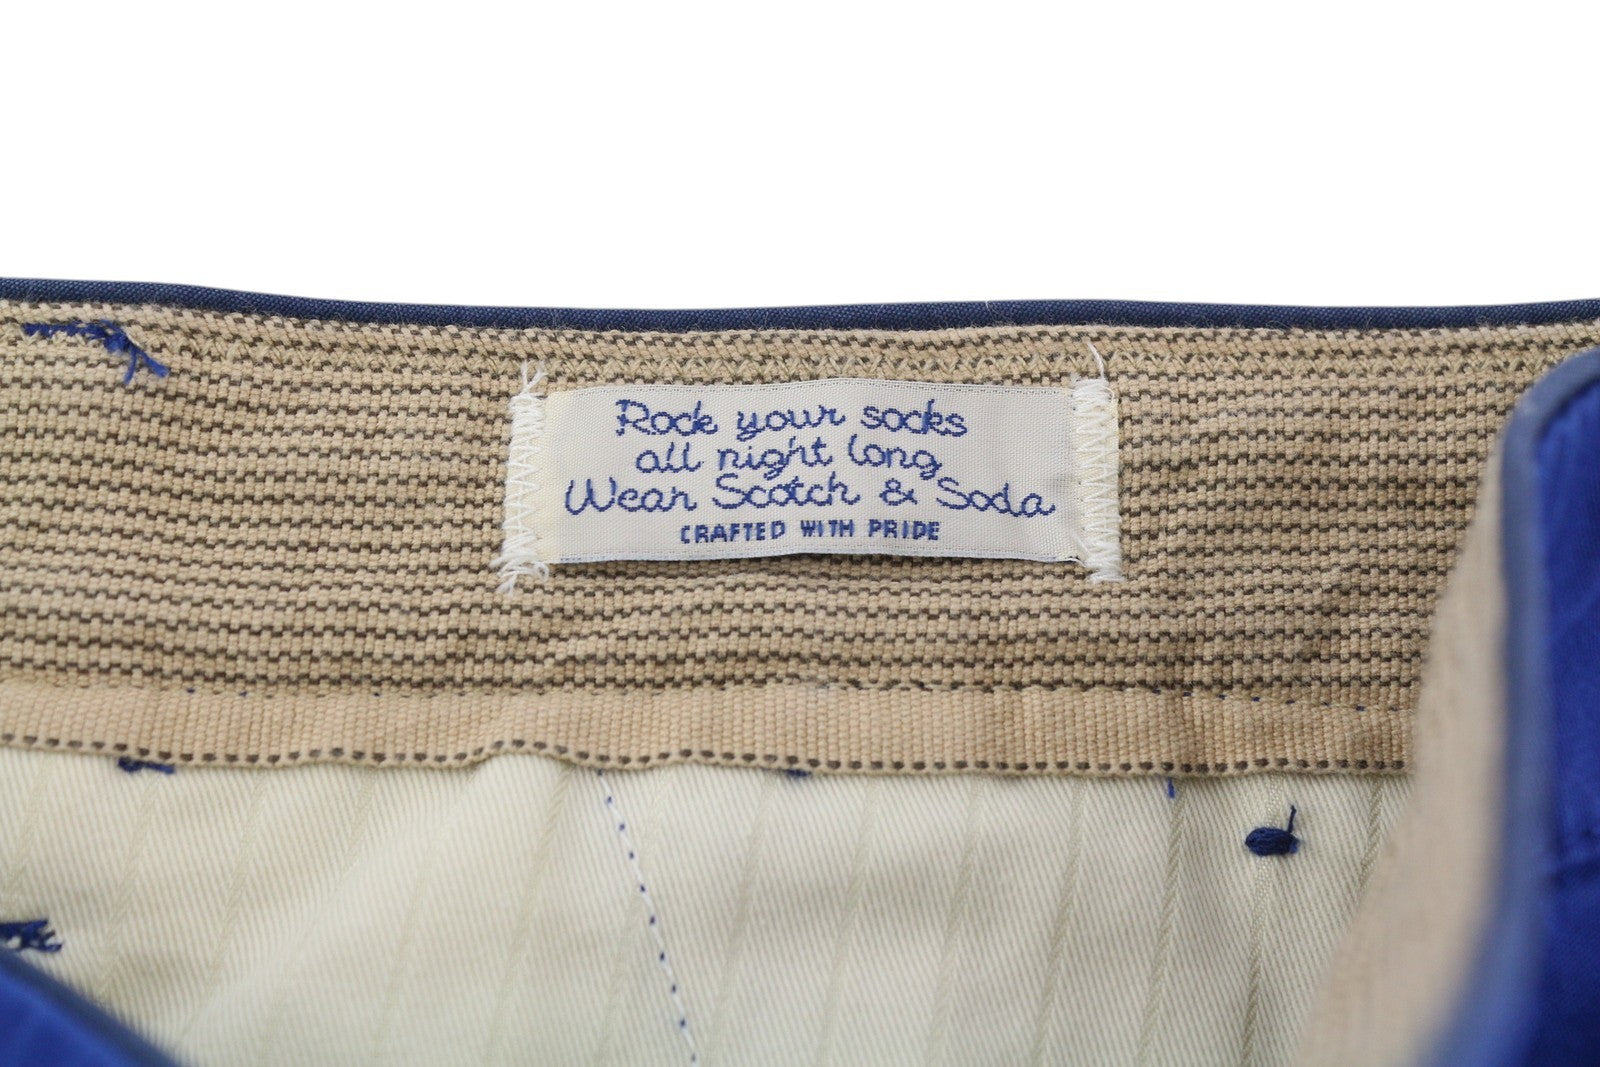 Rock your socks
all night long
Wear Scotch & Soda
CRAFTED WITH PRIDE